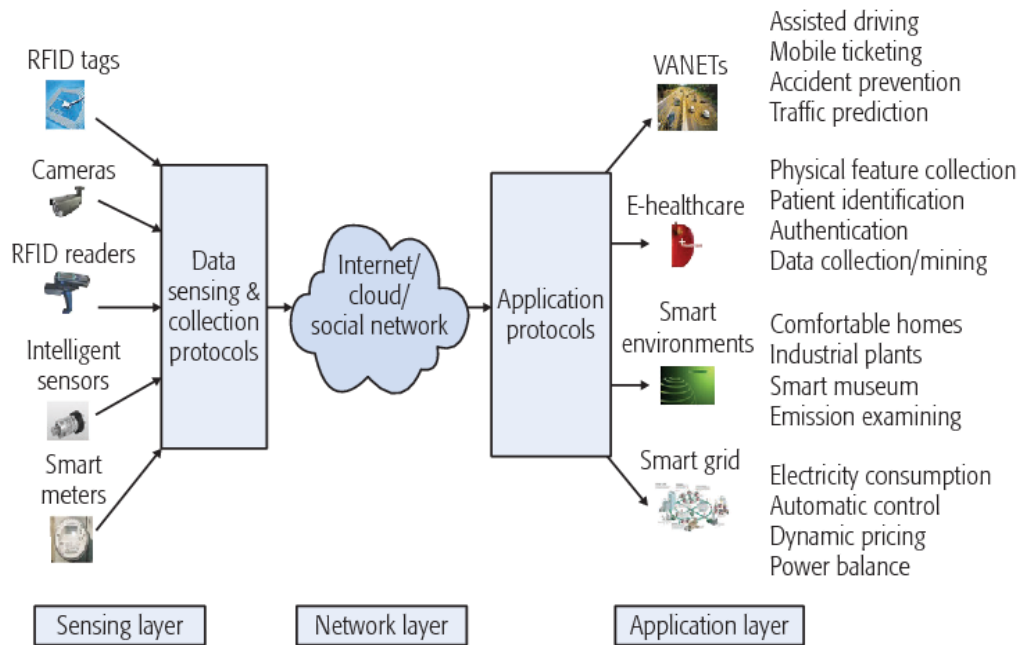 RFID tags
Cameras
RFID readers
Intelligent
sensors
Smart
meters
Data
sensing &
collection
protocols
Internet/
cloud/
social network
Application
protocols
VANETs
Assisted driving
Mobile ticketing
Accident prevention
Traffic prediction
E-healthcare
Physical feature collection
Patient identification
Authentication
Data collection/mining
Smart
environments
Comfortable homes
Industrial plants
Smart museum
Emission examining
Smart grid
Electricity consumption
Automatic control
Dynamic pricing
Power balance
Sensing layer
Network layer
Application layer